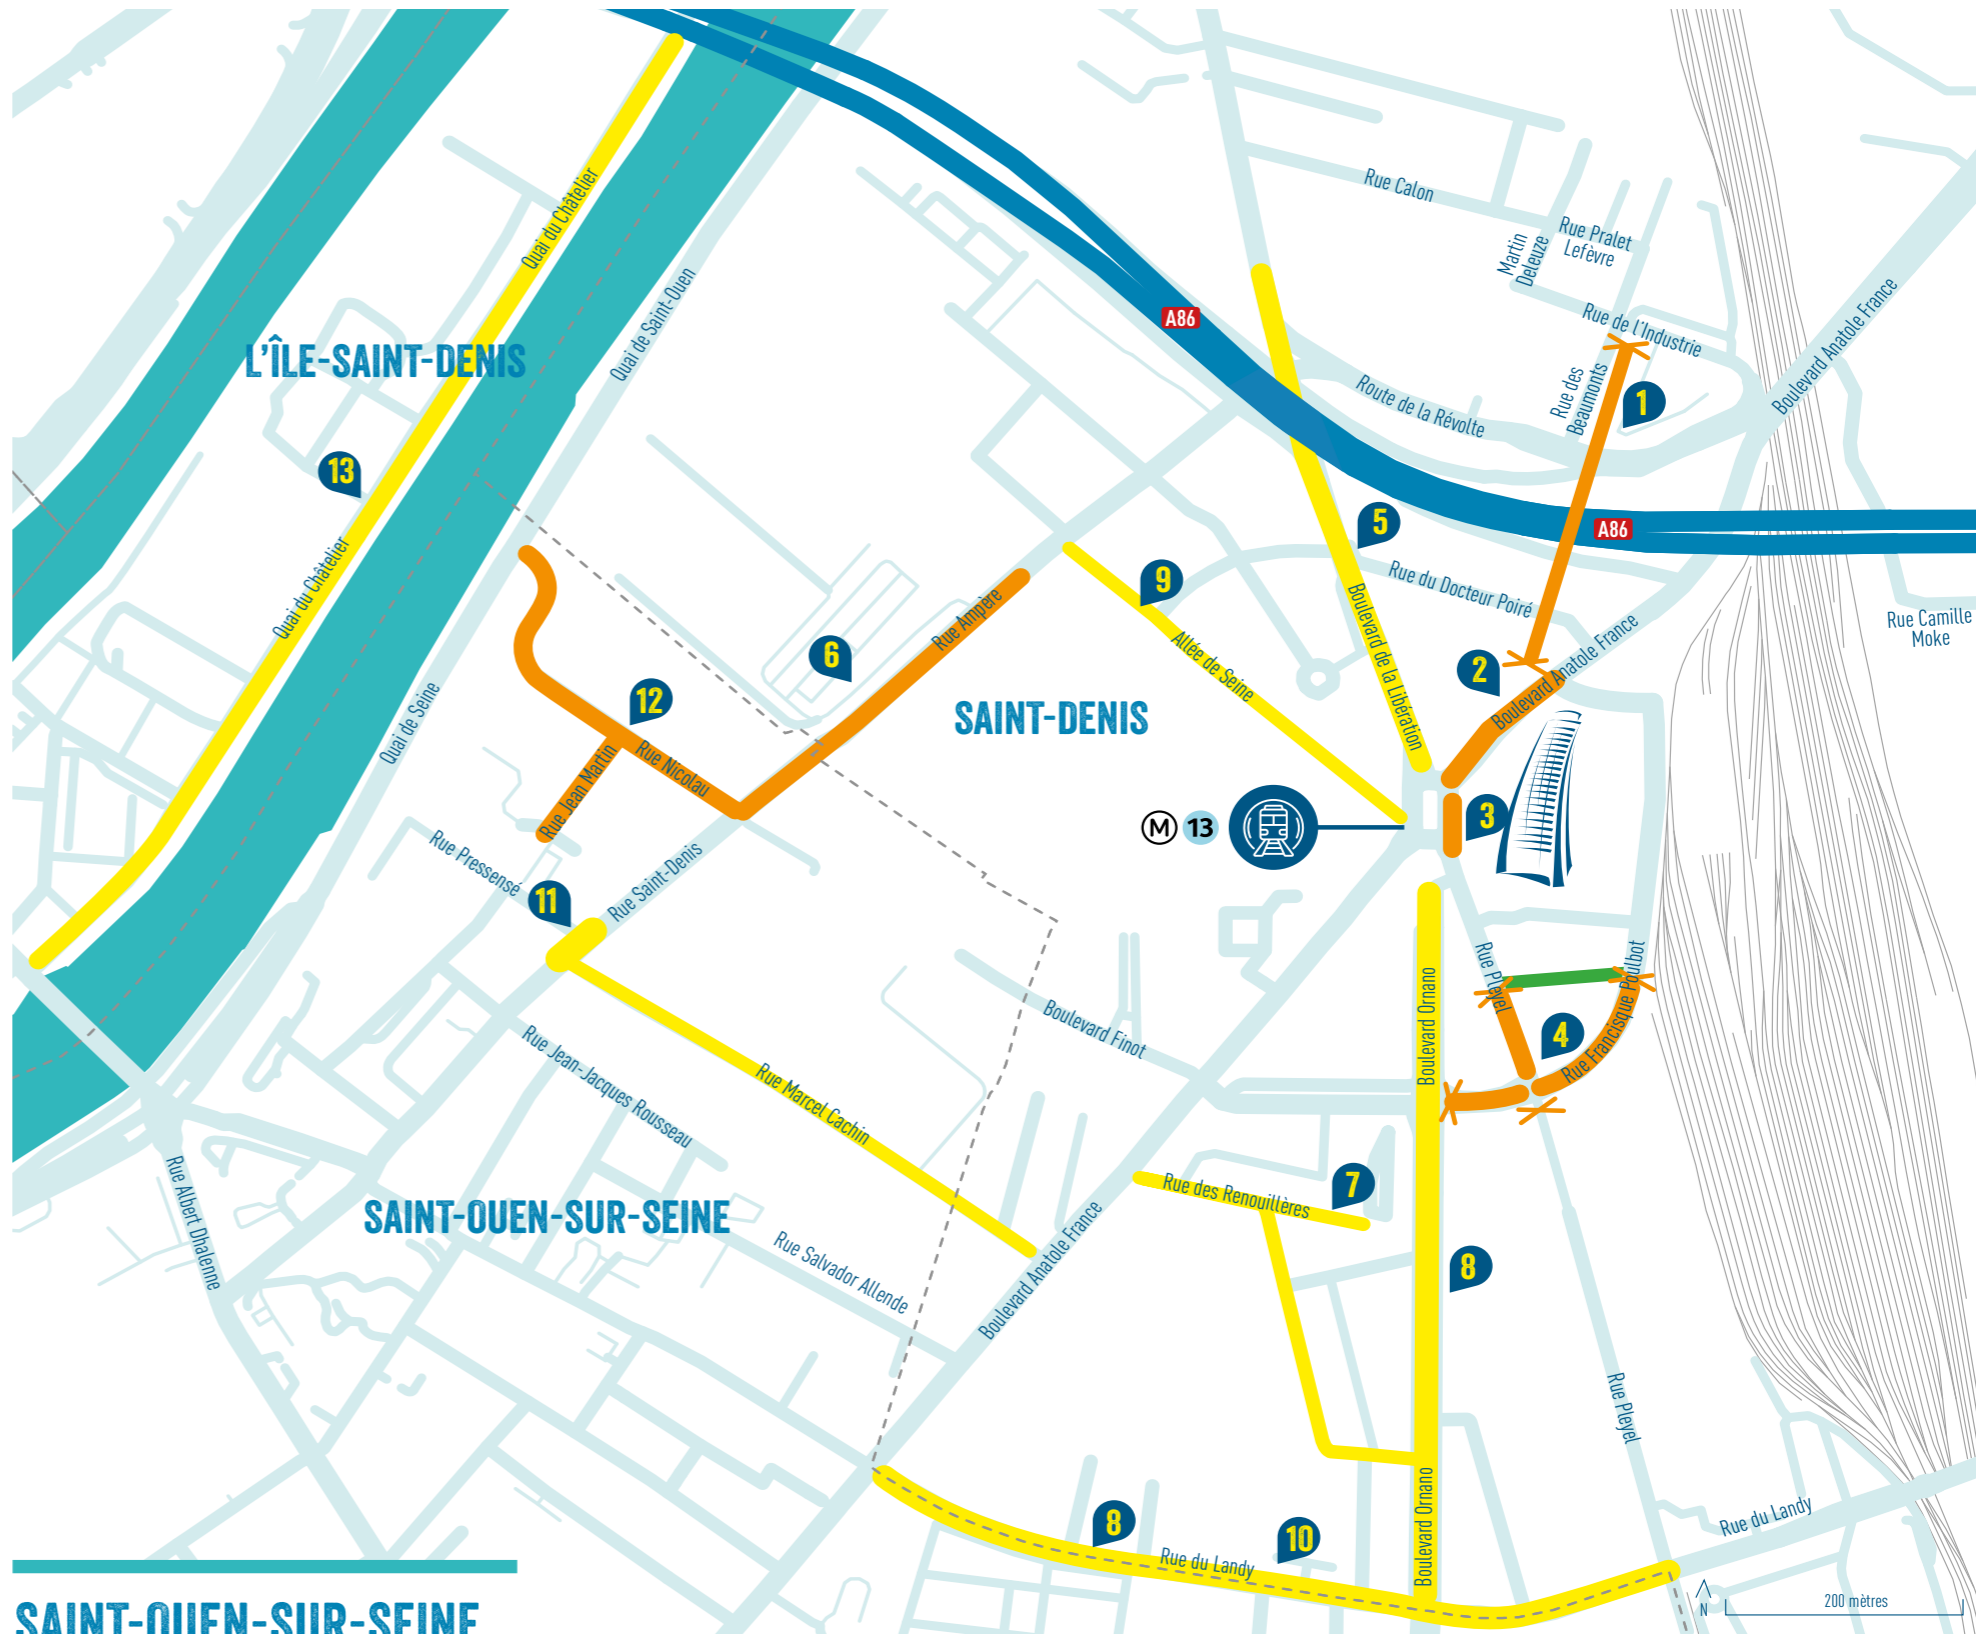 Rue Calon
Rue Pralet
Lefèvre
Martin
Deleuze
Quai du Châtelier
Quai de Saint-Ouen
A86
Rue de l'Industrie
Boulevard Anatole France
L'ÎLE-SAINT-DENIS
Route de la Révolte
Rue des
Beaumonts
1
13
5
A86
Quai du Châtelier
9
Rue du Docteur Poiré
Rue Ampère
Rue Camille
Moke
Boulevard de la Libération
Allée de Seine
6
2
Boulevard Anatole France
12
SAINT-DENIS
Quai de Seine
Rue Nicolau
Rue Jean Martin
M
13
3
Rue Pressensé
Rue Saint-Denis
11
Rue Pleyel
Boulevard Ornano
Rue Francisque Poulbot
4
Boulevard Finot
Rue Jean-Jacques Rousseau
Rue Marcel Cachin
Rue Albert Dhalenne
SAINT-OUEN-SUR-SEINE
Rue des Renouillères
7
Boulevard Anatole France
Rue Salvador Allende
8
Rue Pleyel
Boulevard Ornano
8
10
Rue du Landy
Rue du Landy
N
200 mètres
SAINT-OUEN-SUR-SEINE